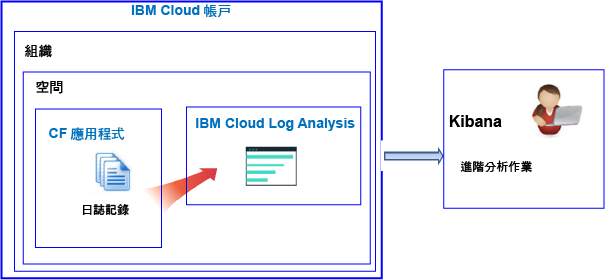 IBM Cloud 帳戶
組織
空間
CF 應用程式
日誌記錄
IBM Cloud Log Analysis
Kibana
進階分析作業